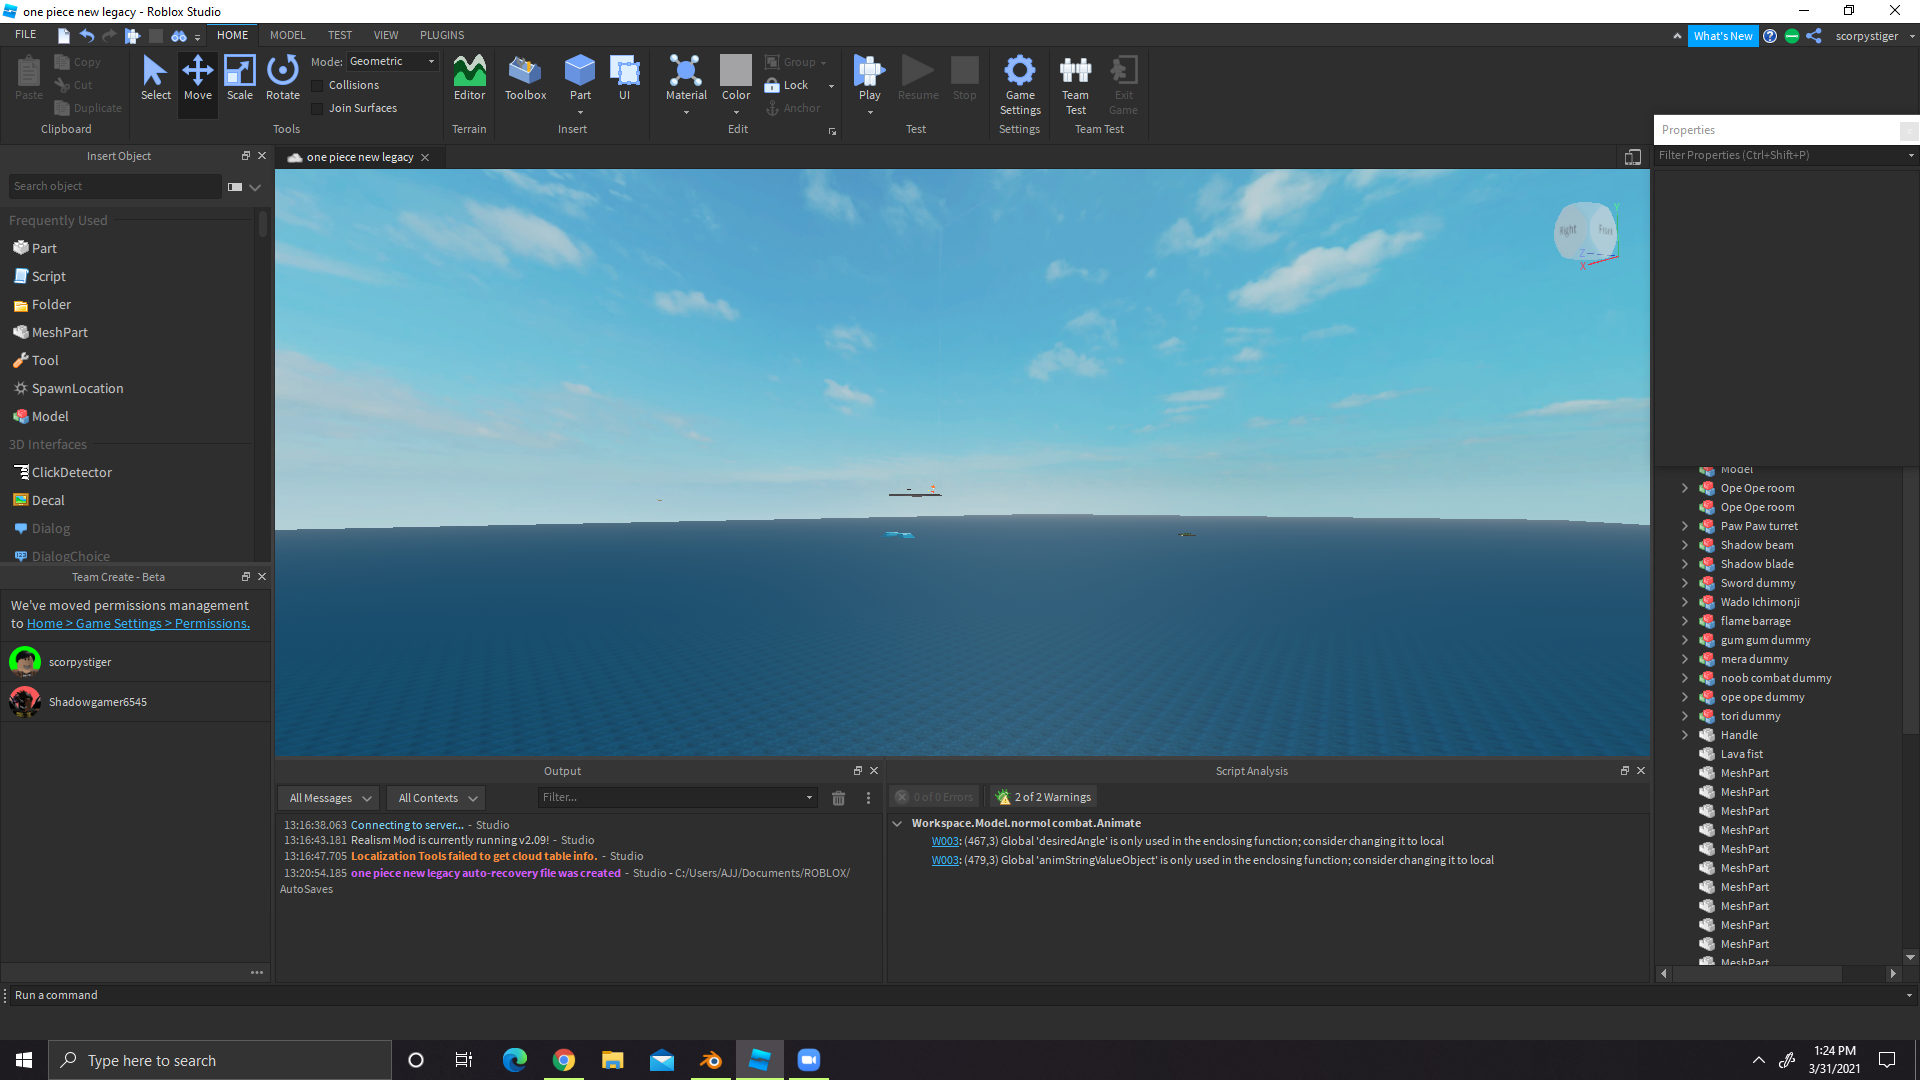 one piece new legacy - Roblox Studio
FILE
HOME
MODEL
TEST
VIEW
PLUGINS
What's New
scorpystiger
Paste
Copy
Cut
Duplicate
Clipboard
Select
Move
Scale
Rotate
Mode: Geometric
Collisions
Join Surfaces
Tools
Editor
Terrain
Toolbox
Part
UI
Insert
Material
Color
Group
Lock
Anchor
Edit
Play
Resume
Stop
Test
Game
Settings
Settings
Team
Test
Exit
Game
Team Test
Properties
Filter Properties (Ctrl+Shift+P)
Insert Object
Search object
Frequently Used
Part
Script
Folder
MeshPart
Tool
SpawnLocation
Model
3D Interfaces
ClickDetector
Decal
Dialog
DialogChoice
Team Create - Beta
We've moved permissions management
to Home > Game Settings > Permissions.
scorpystiger
Shadowgamer6545
one piece new legacy
Right
Front
Y
Z
X
Output
All Messages
All Contexts
Filter...
13:16:38.063 Connecting to server... - Studio
13:16:43.181 Realism Mod is currently running v2.09! - Studio
13:16:47.705 Localization Tools failed to get cloud table info. - Studio
13:20:54.185 one piece new legacy auto-recovery file was created - Studio - C:/Users/AJJ/Documents/ROBLOX/
AutoSaves
Script Analysis
0 of 0 Errors
2 of 2 Warnings
Workspace.Model.normol combat.Animate
W003: (467,3) Global 'desiredAngle' is only used in the enclosing function; consider changing it to local
W003: (479,3) Global 'animStringValueObject' is only used in the enclosing function; consider changing it to local
Model
Ope Ope room
Ope Ope room
Paw Paw turret
Shadow beam
Shadow blade
Sword dummy
Wado Ichimonji
flame barrage
gum gum dummy
mera dummy
noob combat dummy
ope ope dummy
tori dummy
Handle
Lava fist
MeshPart
MeshPart
MeshPart
MeshPart
MeshPart
MeshPart
MeshPart
MeshPart
MeshPart
MeshPart
MeshPart
Run a command
Type here to search
1:24 PM
3/31/2021